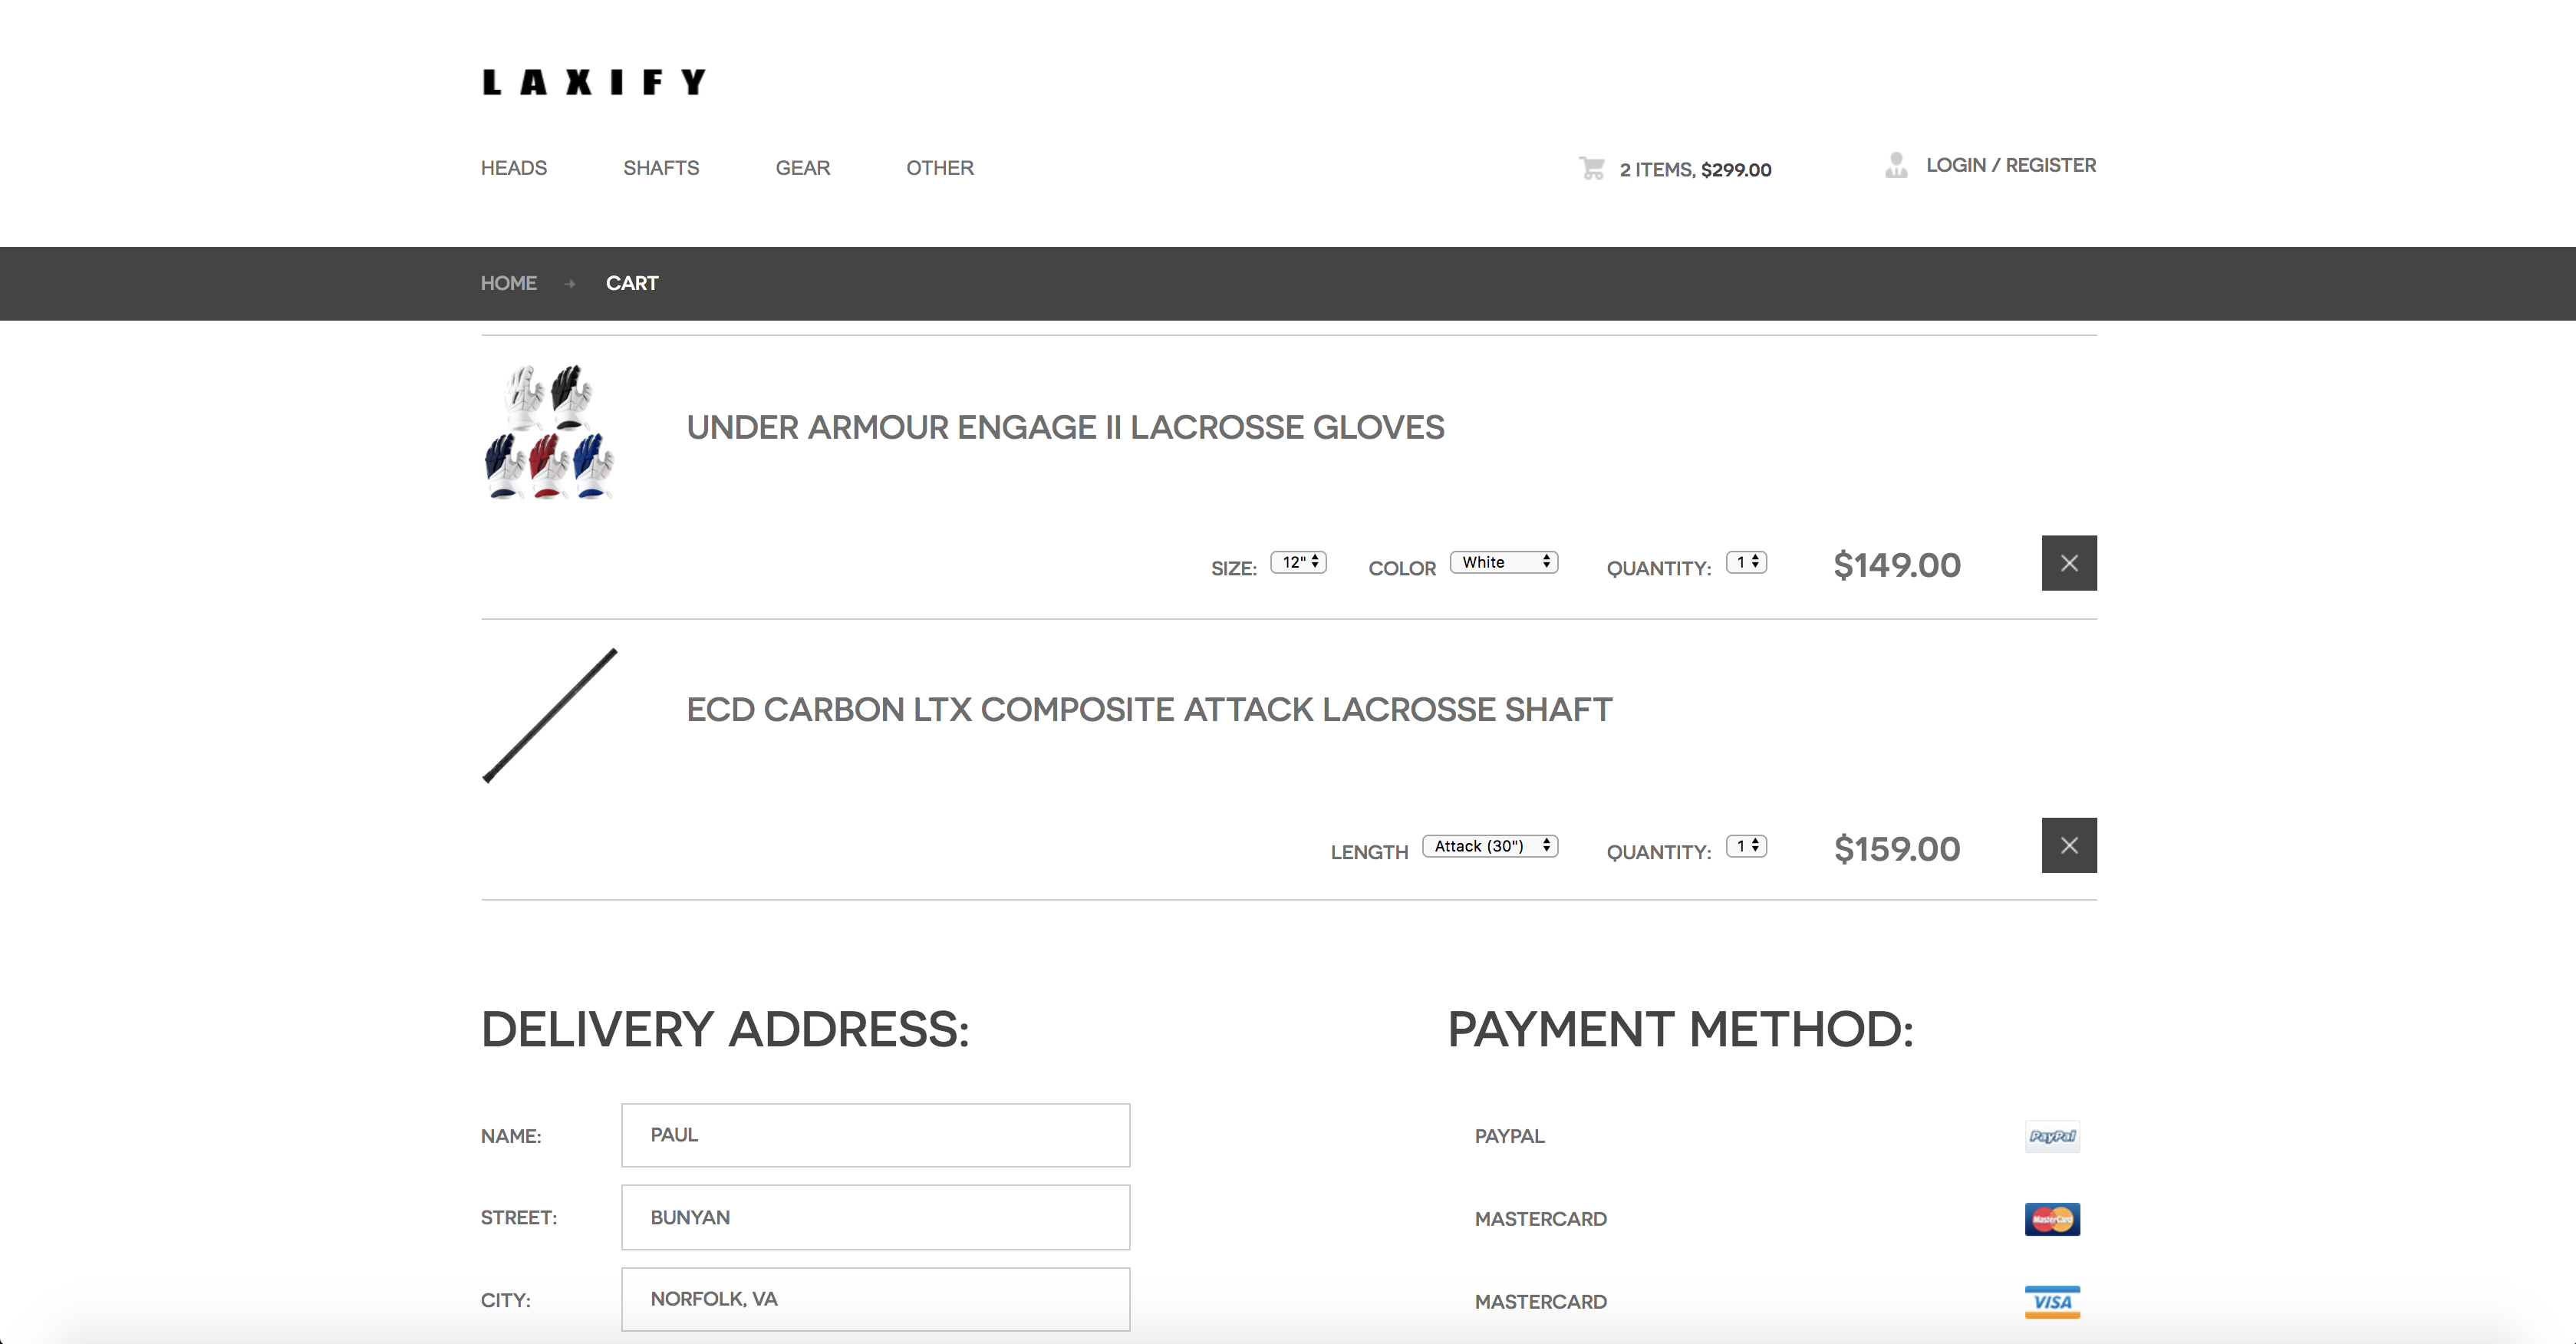 LAXIFY
HEADS SHAFTS GEAR OTHER 2 ITEMS, $299.00 LOGIN / REGISTER
HOME CART
UNDER ARMOUR ENGAGE II LACROSSE GLOVES
SIZE: 12" COLOR White QUANTITY: 1 $149.00
ECD CARBON LTX COMPOSITE ATTACK LACROSSE SHAFT
LENGTH Attack (30") QUANTITY: 1 $159.00
DELIVERY ADDRESS:
NAME: PAUL
STREET: BUNYAN
CITY: NORFOLK, VA
PAYMENT METHOD:
PAYPAL PayPal
MASTERCARD MasterCard
MASTERCARD VISA